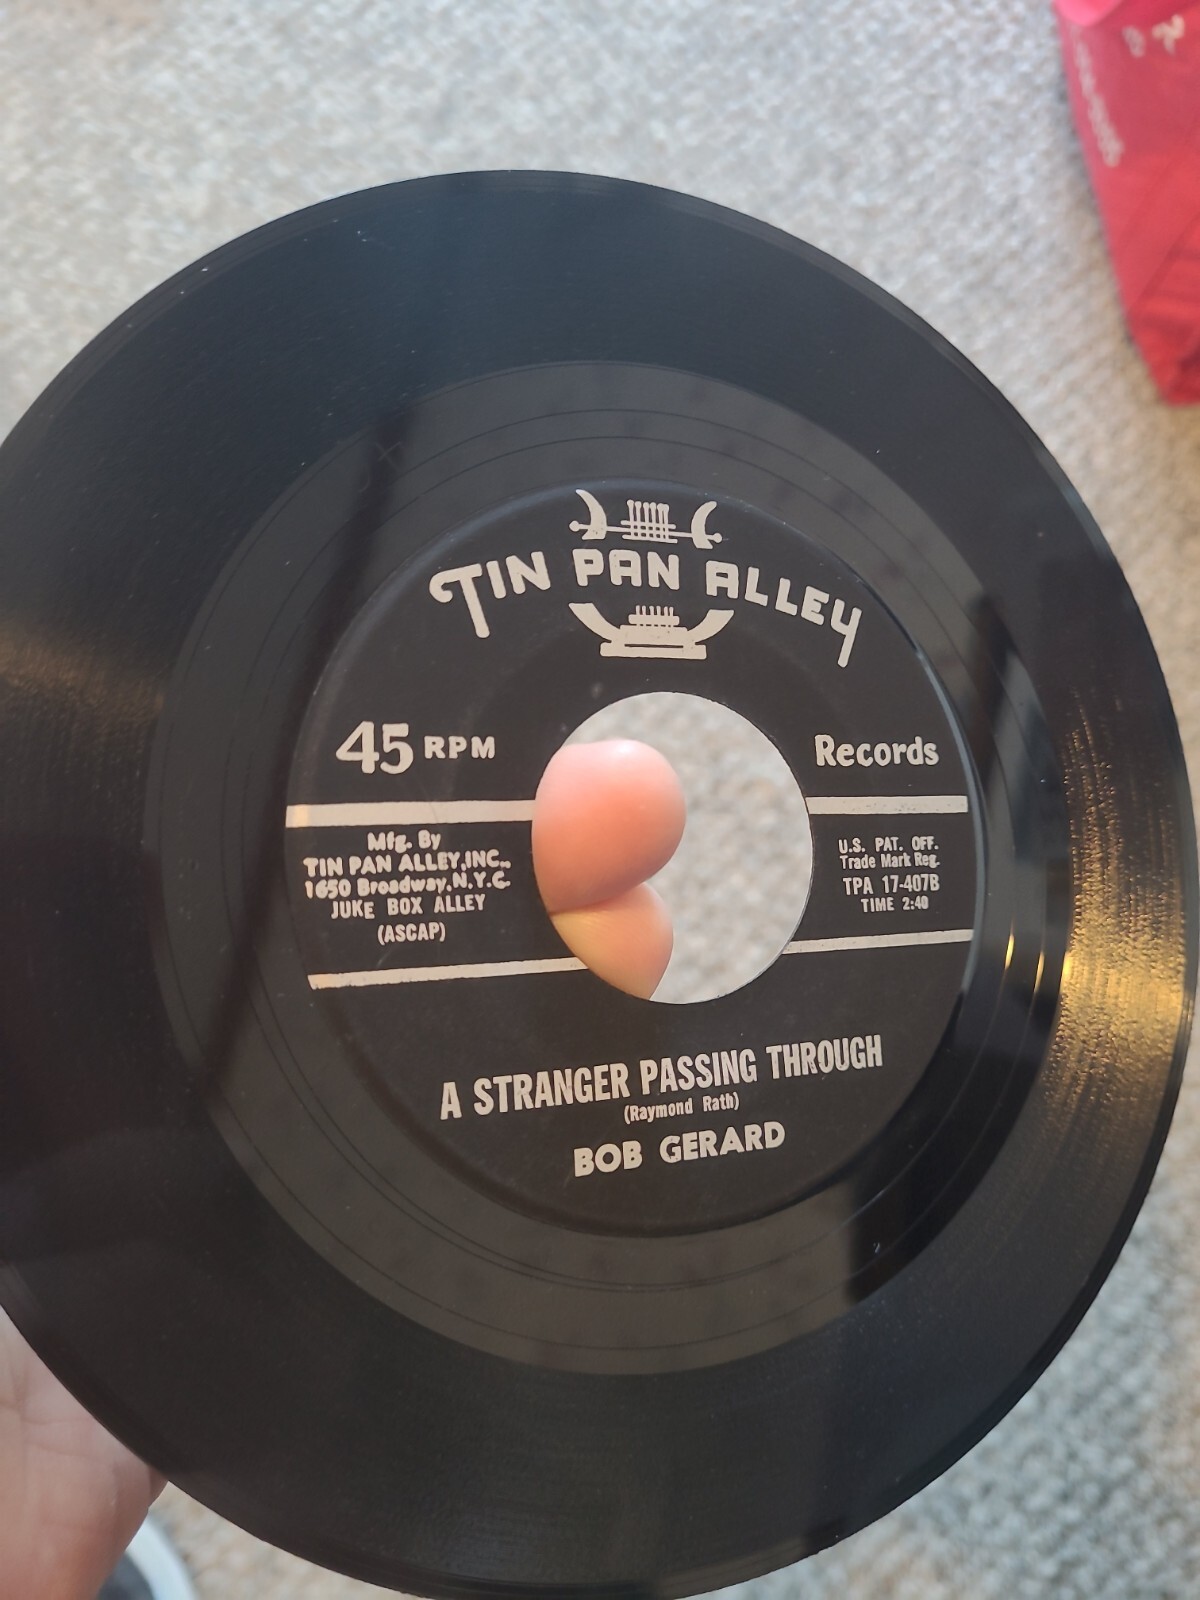 TIN PAN ALLEY
45 RPM
Records
Mfg. By
TIN PAN ALLEY, INC.,
1650 Broadway, N.Y.C.
JUKE BOX ALLEY
(ASCAP)
U.S. PAT. OFF.
Trade Mark Reg.
TPA 17-407B
TIME 2:40
A STRANGER PASSING THROUGH
(Raymond Rath)
BOB GERARD